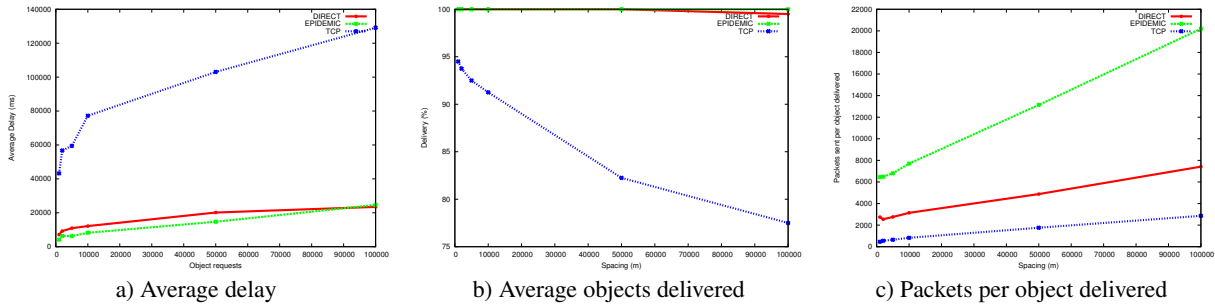 140000
120000
100000
80000
60000
40000
20000
0
Average Delay (ms)
0 10000 20000 30000 40000 50000 60000 70000 80000 90000 100000
Object requests
DIRECT
EPIDEMIC
TCP
a) Average delay
100
95
90
85
80
75
Delivery (%)
0 10000 20000 30000 40000 50000 60000 70000 80000 90000 100000
Spacing (m)
DIRECT
EPIDEMIC
TCP
b) Average objects delivered
22000
20000
18000
16000
14000
12000
10000
8000
6000
4000
2000
0
Packets sent per object delivered
0 10000 20000 30000 40000 50000 60000 70000 80000 90000 100000
Spacing (m)
DIRECT
EPIDEMIC
TCP
c) Packets per object delivered